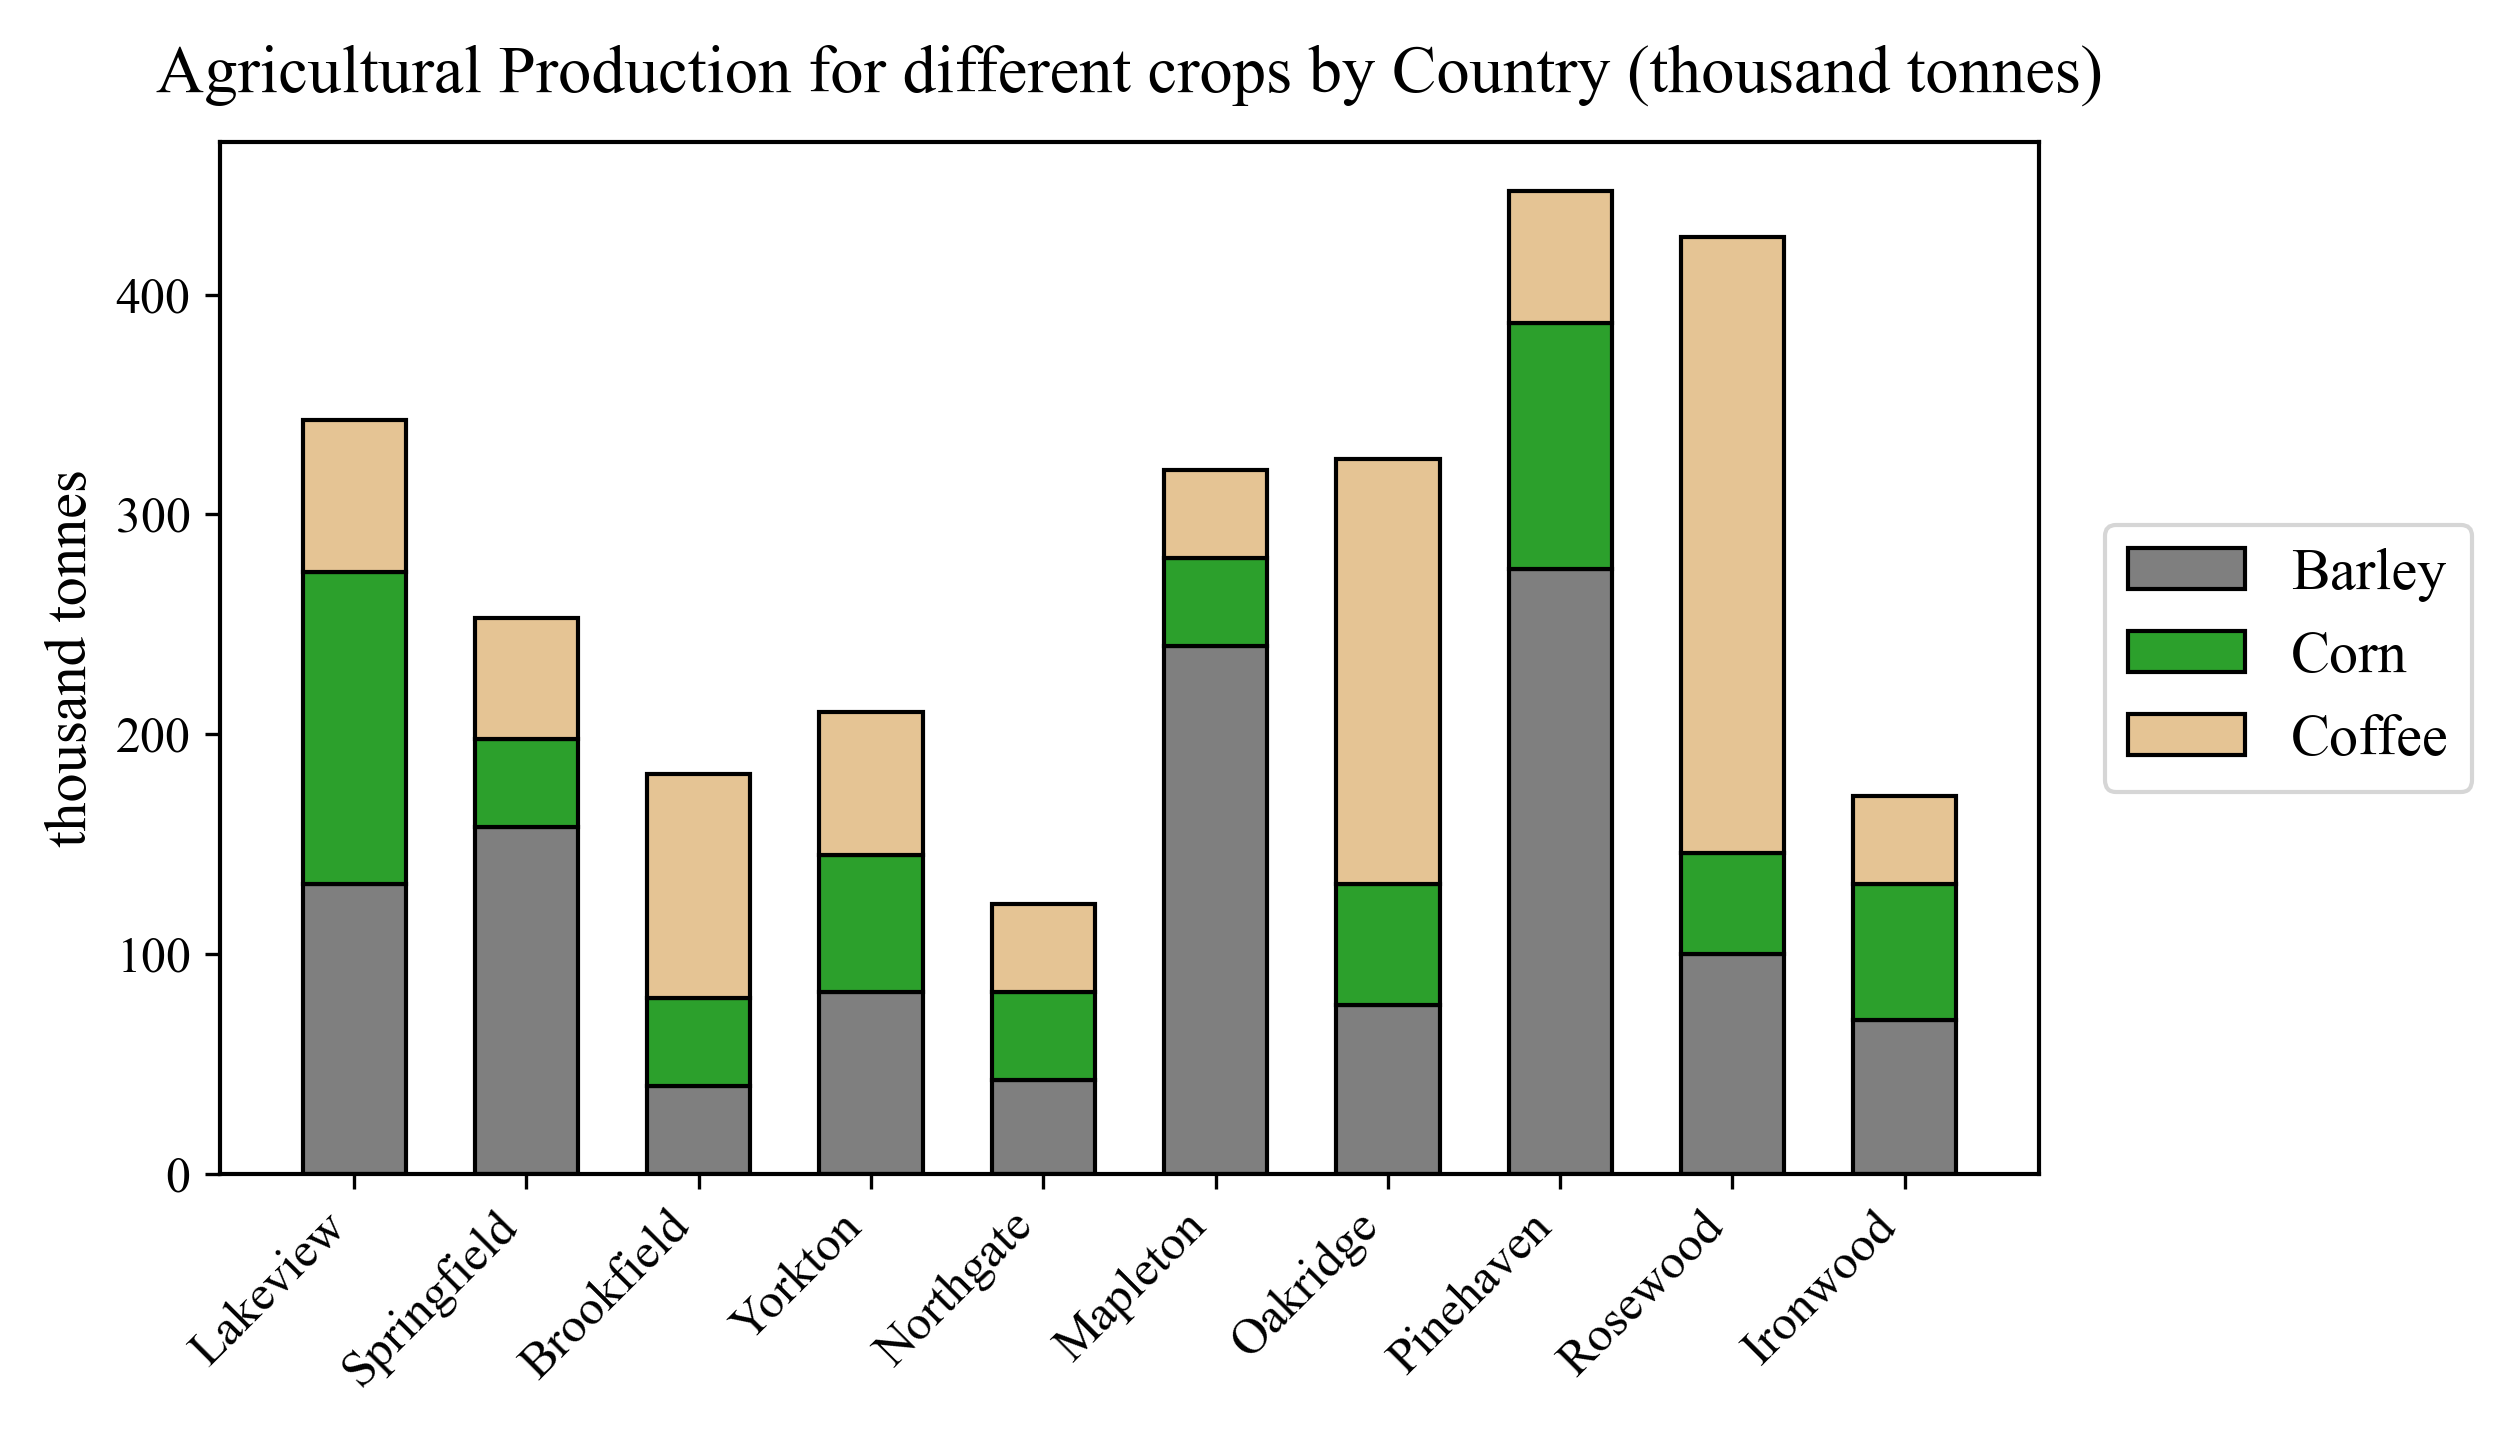 Agricultural Production for different crops by Country (thousand tonnes)
thousand tonnes
400
300
200
100
0
Lakeview
Springfield
Brookfield
Yorkton
Northgate
Mapleton
Oakridge
Pinehaven
Rosewood
Ironwood
Barley
Corn
Coffee